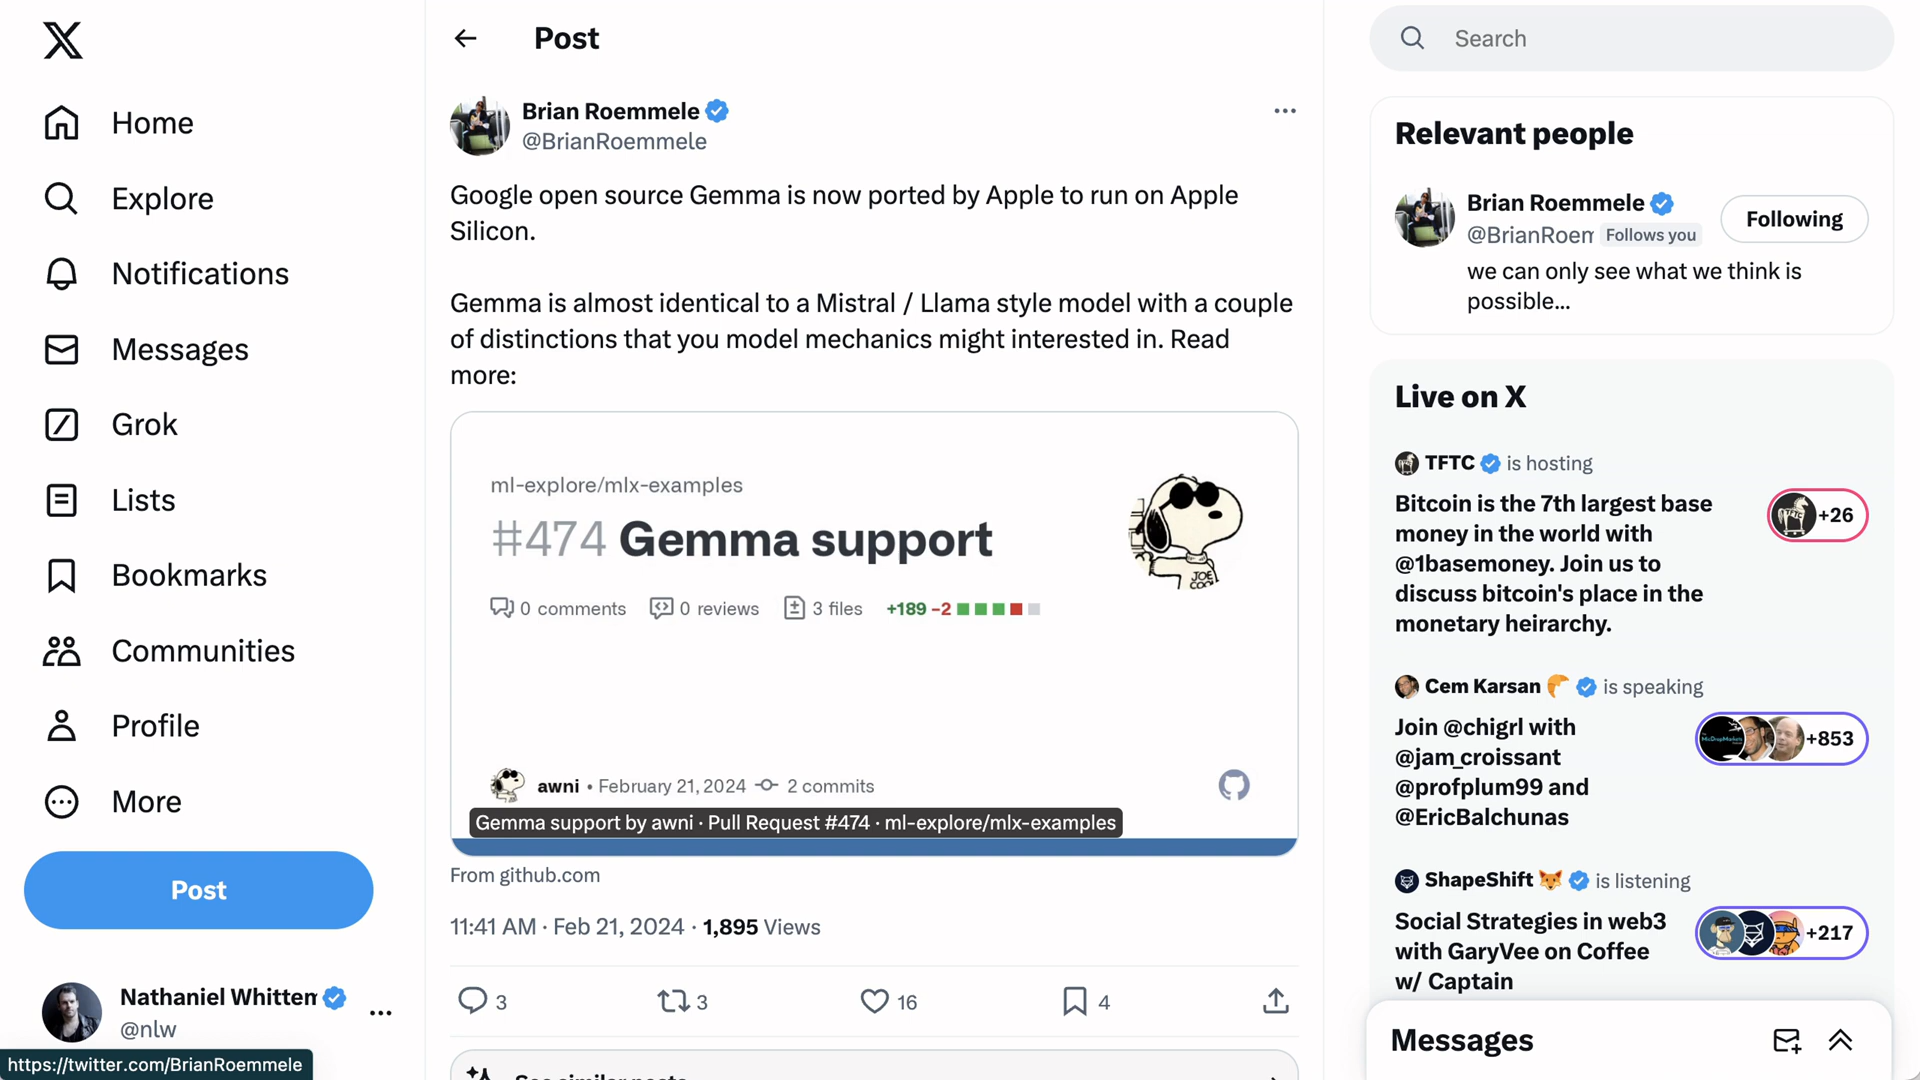 Home
Explore
Notifications
Messages
Grok
Lists
Bookmarks
Communities
Profile
More
Post
Nathaniel Whittem
@nlw
https://twitter.com/BrianRoemmele
Post
Brian Roemmele
@BrianRoemmele
Google open source Gemma is now ported by Apple to run on Apple
Silicon.
Gemma is almost identical to a Mistral / Llama style model with a couple
of distinctions that you model mechanics might interested in. Read
more:
ml-explore/mlx-examples
#474 Gemma support
0 comments 0 reviews 3 files +189 −2
JOE
COOL
awni • February 21, 2024 2 commits
Gemma support by awni · Pull Request #474 · ml-explore/mlx-examples
From github.com
11:41 AM · Feb 21, 2024 · 1,895 Views
3 3 16 4
Search
Relevant people
Brian Roemmele
@BrianRoem Follows you
Following
we can only see what we think is
possible...
Live on X
TFTC is hosting
Bitcoin is the 7th largest base
money in the world with
@1basemoney. Join us to
discuss bitcoin's place in the
monetary heirarchy.
TFTC
+26
Cem Karsan is speaking
Join @chigrl with
@jam_croissant
@profplum99 and
@EricBalchunas
MicDropMarkets
+853
ShapeShift is listening
Social Strategies in web3
with GaryVee on Coffee
w/ Captain
+217
Messages